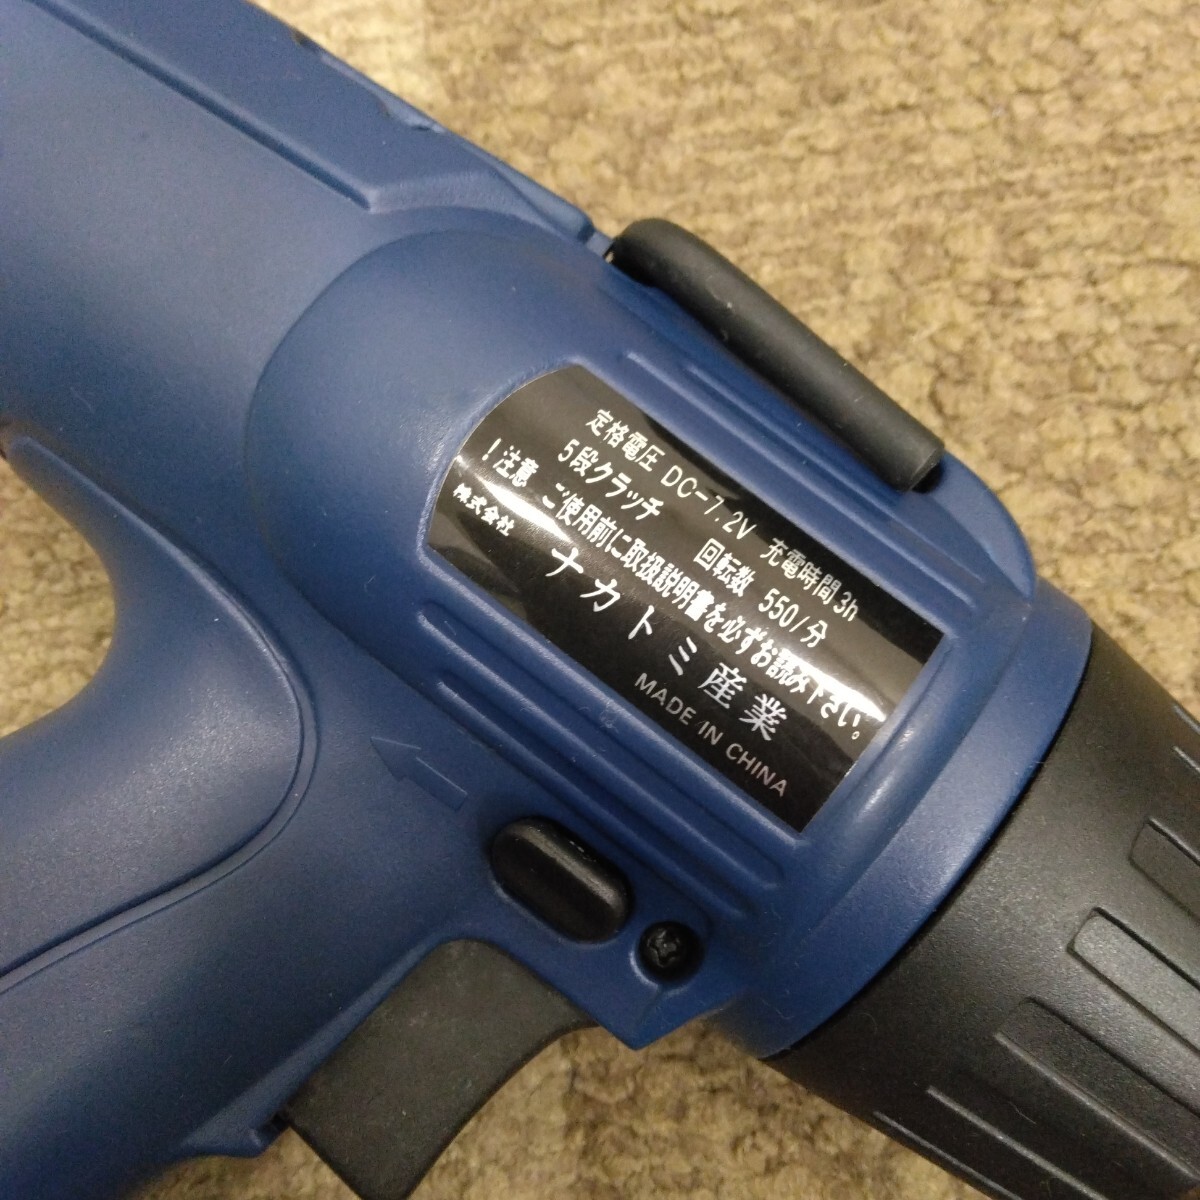 定格電圧 DC-7.2V 充電時間3h
5段クラッチ 回転数 550/分
！注意 ご使用前に取扱説明書を必ずお読み下さい。
株式会社 ナカトミ産業
MADE IN CHINA